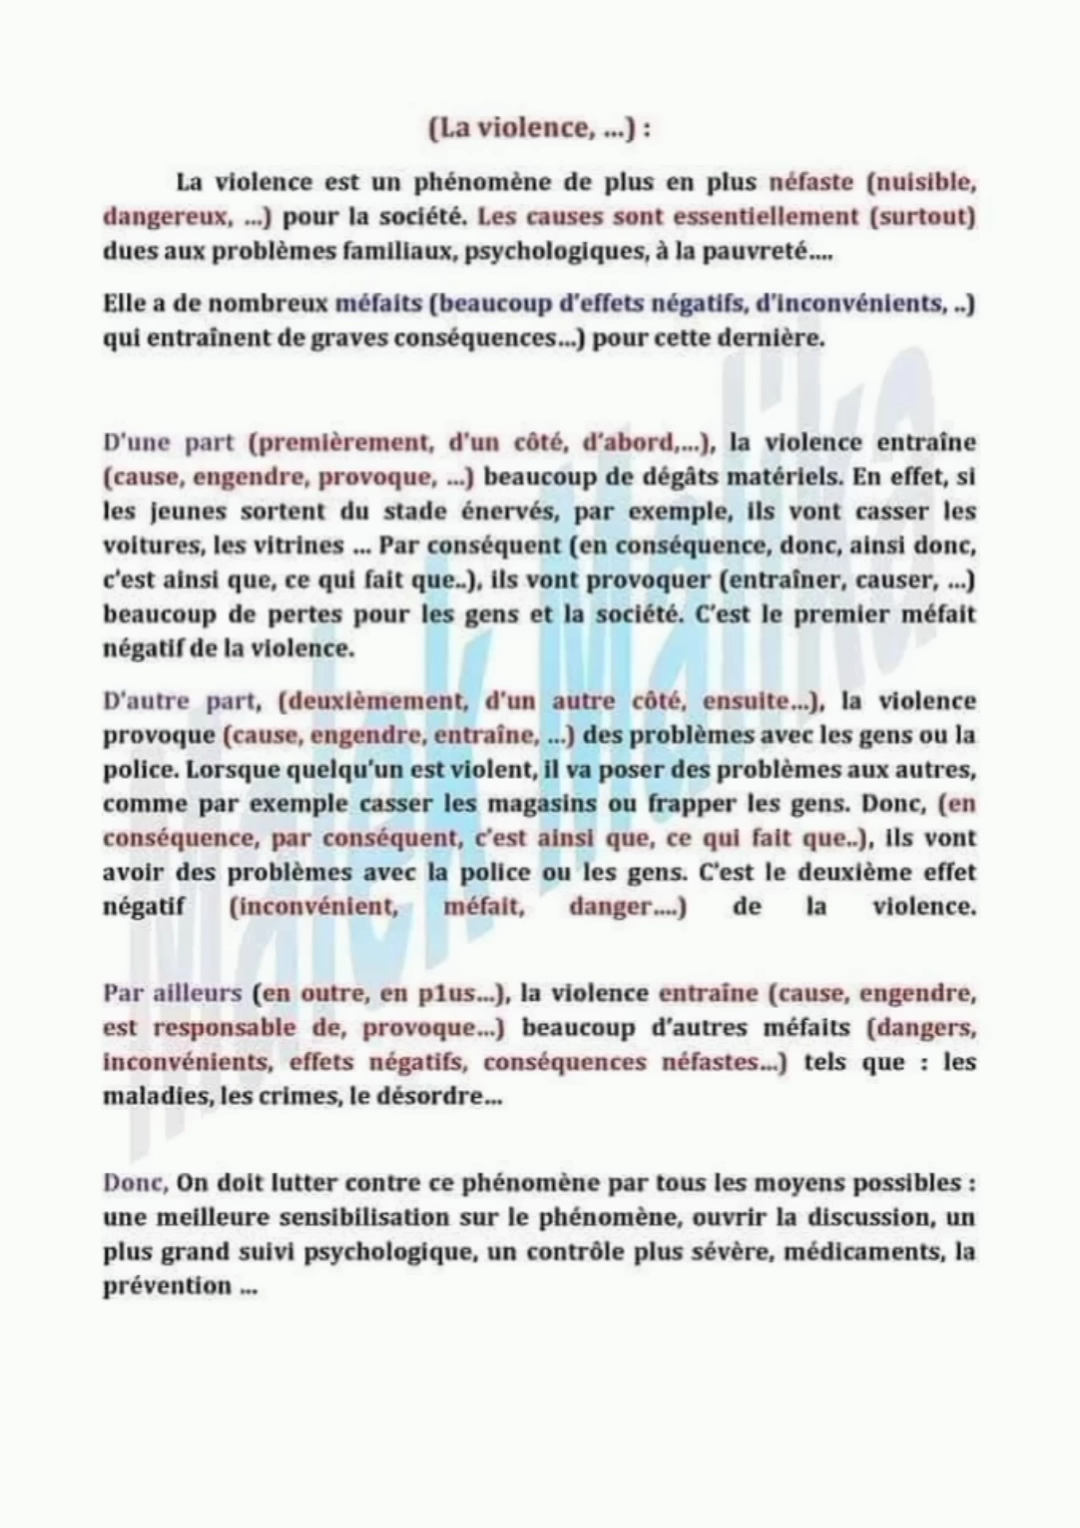 (La violence, ...) :
La violence est un phénomène de plus en plus néfaste (nuisible,
dangereux, ...) pour la société. Les causes sont essentiellement (surtout)
dues aux problèmes familiaux, psychologiques, à la pauvreté....
Elle a de nombreux méfaits (beaucoup d'effets négatifs, d'inconvénients, ..)
qui entraînent de graves conséquences...) pour cette dernière.
D'une part (premièrement, d'un côté, d'abord,...), la violence entraîne
(cause, engendre, provoque, ...) beaucoup de dégâts matériels. En effet, si
les jeunes sortent du stade énervés, par exemple, ils vont casser les
voitures, les vitrines ... Par conséquent (en conséquence, donc, ainsi donc,
c'est ainsi que, ce qui fait que..), ils vont provoquer (entraîner, causer, ...)
beaucoup de pertes pour les gens et la société. C'est le premier méfait
négatif de la violence.
D'autre part, (deuxièmement, d'un autre côté, ensuite...), la violence
provoque (cause, engendre, entraîne, ...) des problèmes avec les gens ou la
police. Lorsque quelqu'un est violent, il va poser des problèmes aux autres,
comme par exemple casser les magasins ou frapper les gens. Donc, (en
conséquence, par conséquent, c'est ainsi que, ce qui fait que..), ils vont
avoir des problèmes avec la police ou les gens. C'est le deuxième effet
négatif (inconvénient, méfait, danger....) de la violence.
Par ailleurs (en outre, en p1us...), la violence entraîne (cause, engendre,
est responsable de, provoque...) beaucoup d'autres méfaits (dangers,
inconvénients, effets négatifs, conséquences néfastes...) tels que : les
maladies, les crimes, le désordre...
Donc, On doit lutter contre ce phénomène par tous les moyens possibles :
une meilleure sensibilisation sur le phénomène, ouvrir la discussion, un
plus grand suivi psychologique, un contrôle plus sévère, médicaments, la
prévention ...
Malek Malika